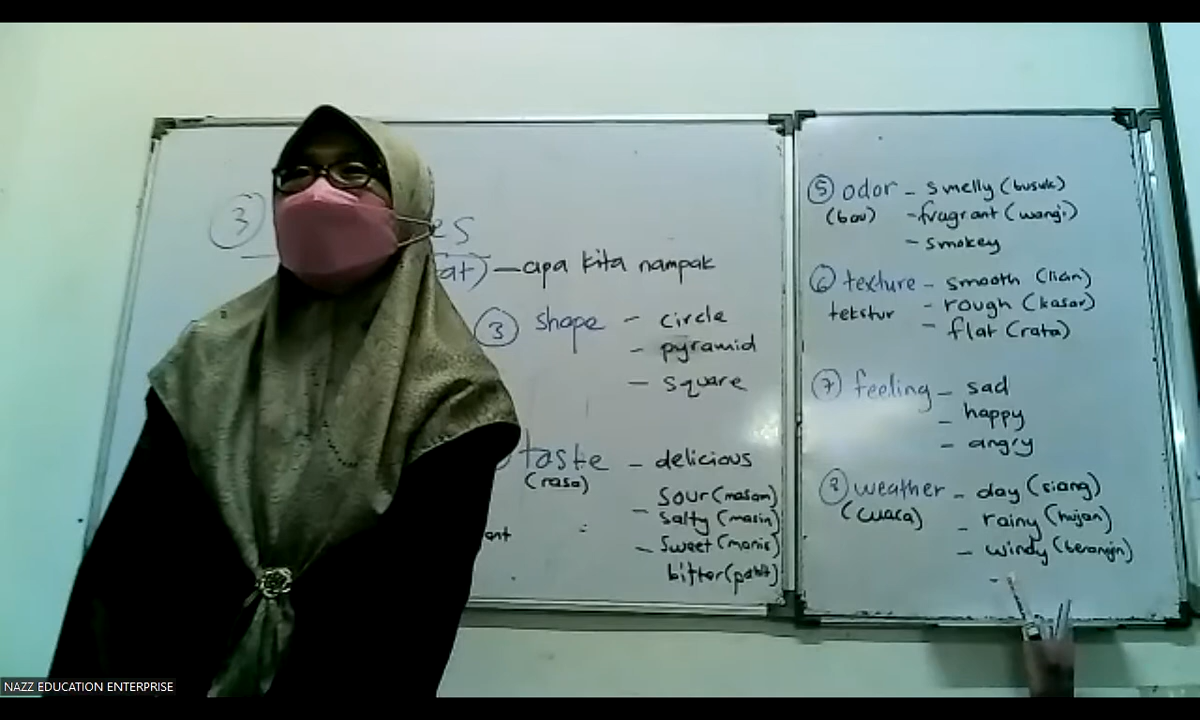 ③ es
at) — apa kita nampak
③ shape - circle
- pyramid
- square
taste - delicious
(rasa)
- sour (masam)
salty (masin)
- sweet (manis)
bitter (pahit)
ant
⑤ odor - smelly (busuk)
(bau) - fragrant (wangi)
- smokey
⑥ texture - smooth (lian)
tekstur - rough (kasar)
- flat (rata)
⑦ feeling - sad
- happy
- angry
⑧ weather - day (siang)
(cuaca) - rainy (hujan)
- windy (berangin)
-
NAZZ EDUCATION ENTERPRISE